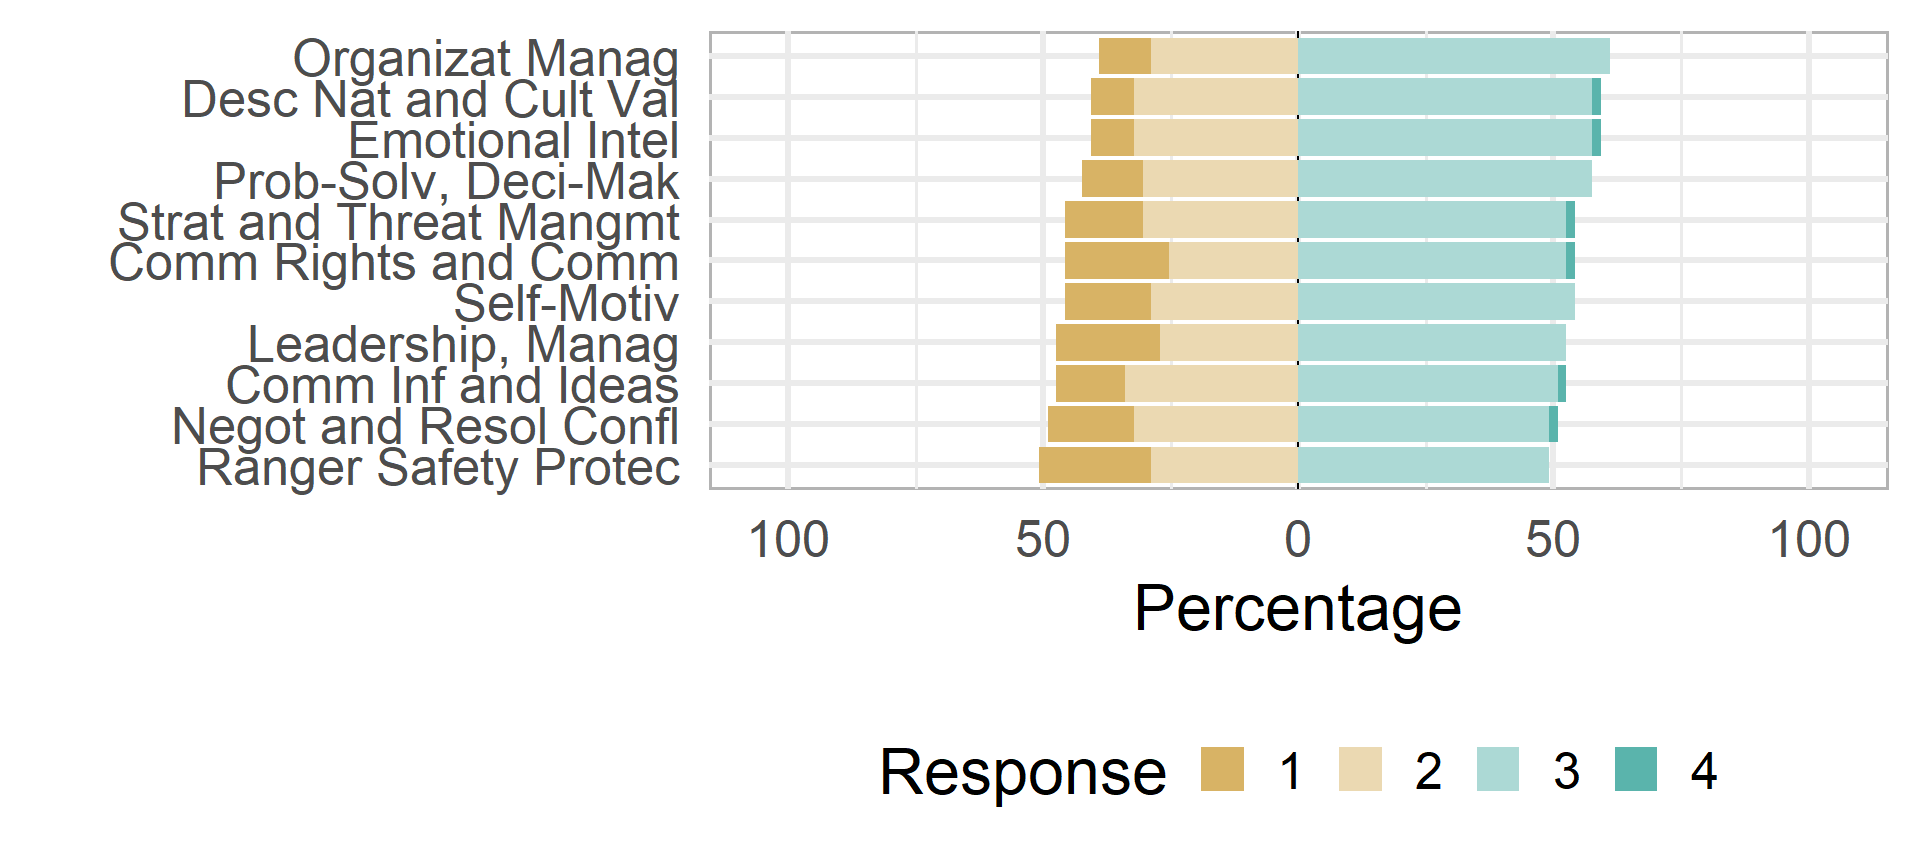 Organizat Manag
Desc Nat and Cult Val
Emotional Intel
Prob-Solv, Deci-Mak
Strat and Threat Mangmt
Comm Rights and Comm
Self-Motiv
Leadership, Manag
Comm Inf and Ideas
Negot and Resol Confl
Ranger Safety Protec
100 50 0 50 100
Percentage
Response 1 2 3 4